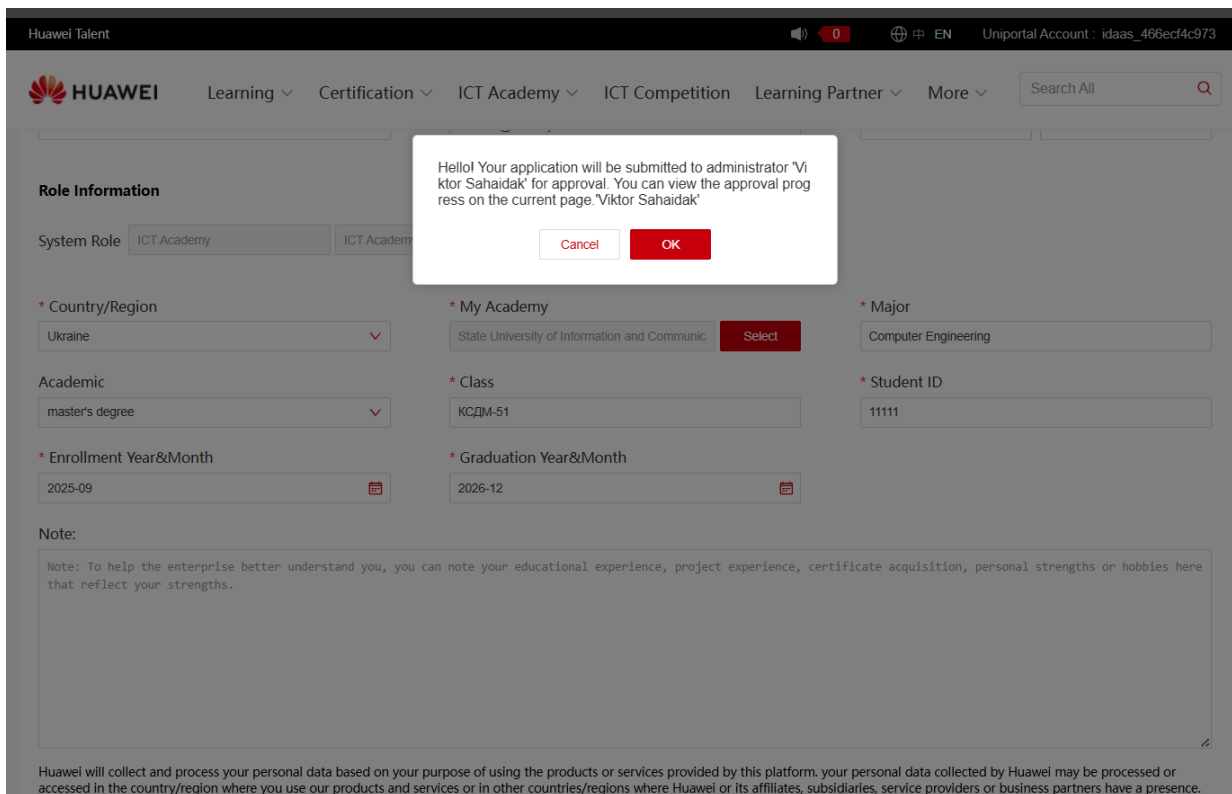 Huawei Talent 0 中 EN Uniportal Account : idaas_466ecf4c973
HUAWEI Learning Certification ICT Academy ICT Competition Learning Partner More Search All
Hello! Your application will be submitted to administrator 'Vi
ktor Sahaidak' for approval. You can view the approval prog
ress on the current page.'Viktor Sahaidak'
Cancel OK
Role Information
System Role ICT Academy ICT Academ
* Country/Region * My Academy * Major
Ukraine State University of Information and Communic Select Computer Engineering
Academic * Class * Student ID
master's degree КСДМ-51 11111
* Enrollment Year&Month * Graduation Year&Month
2025-09 2026-12
Note:
Note: To help the enterprise better understand you, you can note your educational experience, project experience, certificate acquisition, personal strengths or hobbies here
that reflect your strengths.
Huawei will collect and process your personal data based on your purpose of using the products or services provided by this platform. your personal data collected by Huawei may be processed or
accessed in the country/region where you use our products and services or in other countries/regions where Huawei or its affiliates, subsidiaries, service providers or business partners have a presence.